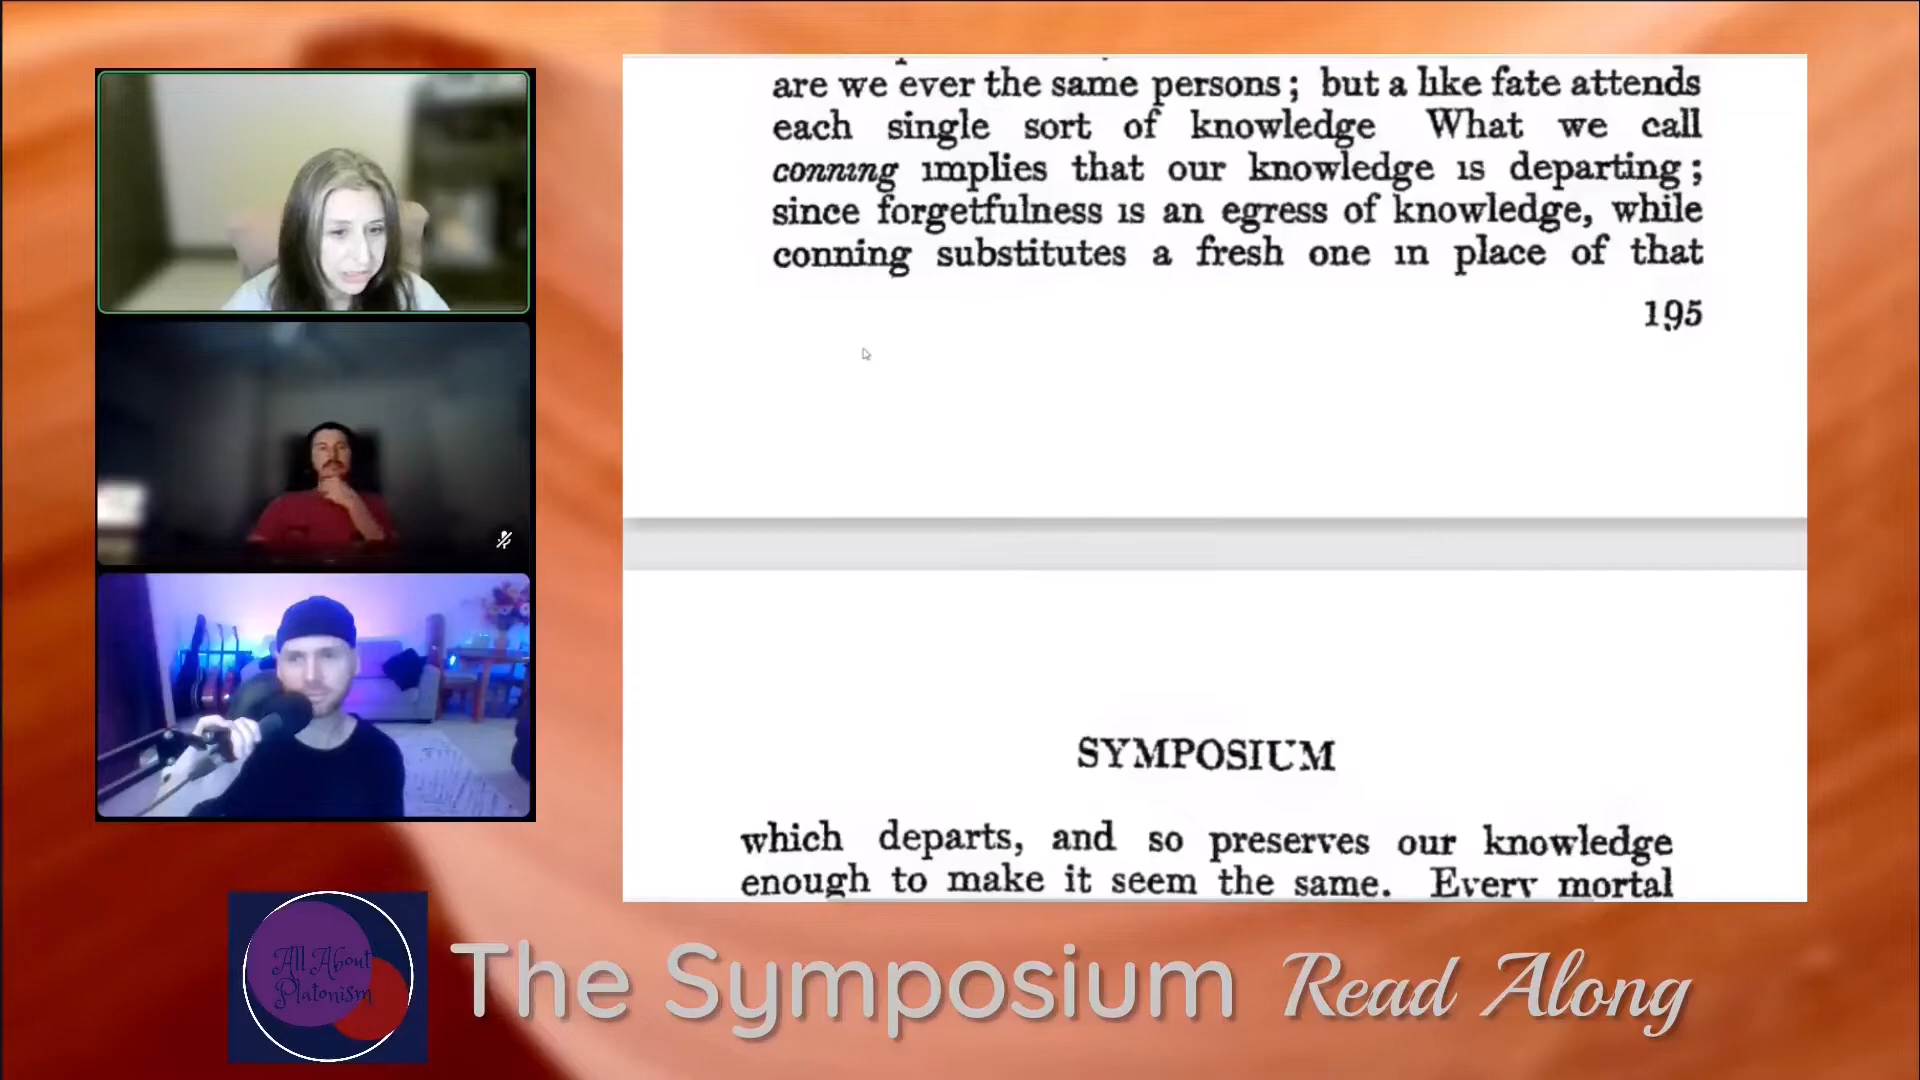 are we ever the same persons; but a like fate attends
each single sort of knowledge What we call
conning implies that our knowledge is departing;
since forgetfulness is an egress of knowledge, while
conning substitutes a fresh one in place of that
195
SYMPOSIUM
which departs, and so preserves our knowledge
enough to make it seem the same. Every mortal
All About
Platonism
The Symposium Read Along